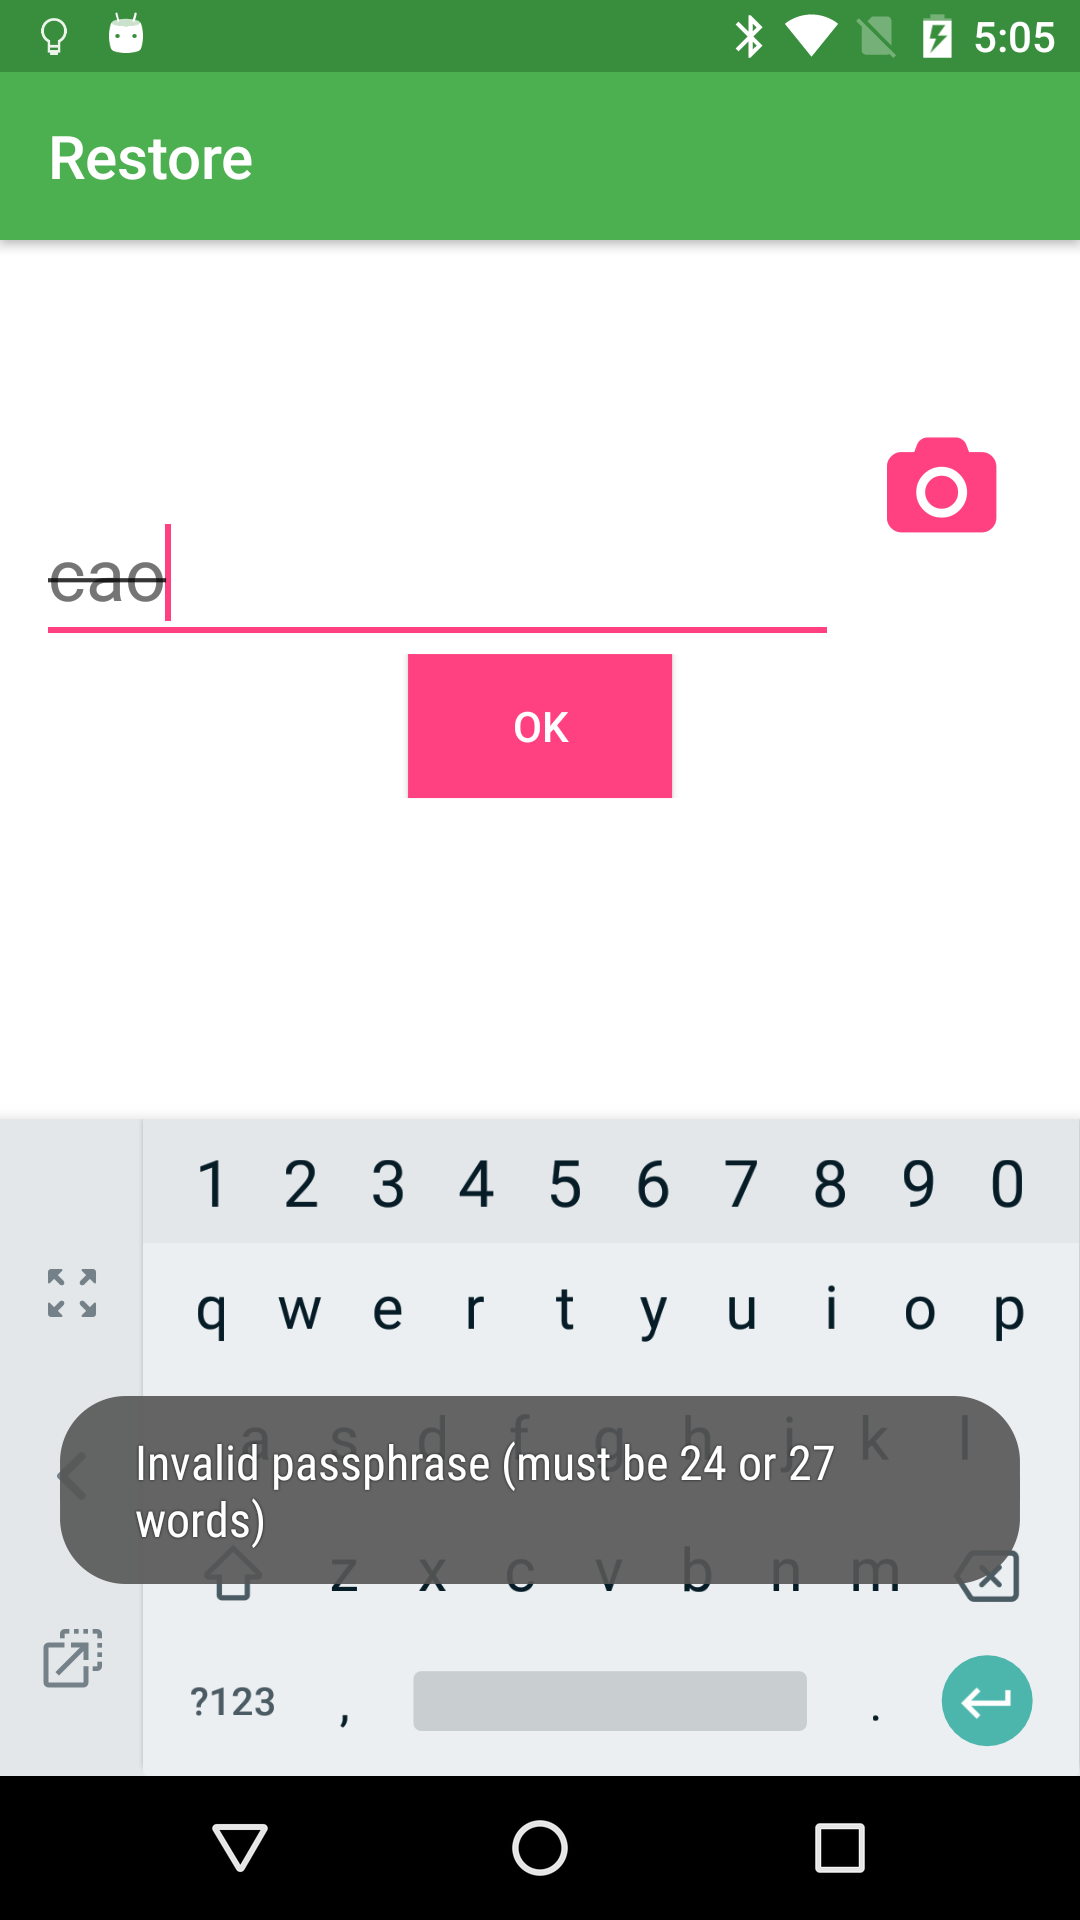 5:05
Restore
cao
OK
1 2 3 4 5 6 7 8 9 0
q w e r t y u i o p
a s d f g h j k l
Invalid passphrase (must be 24 or 27
words)
z x c v b n m
?123 , .